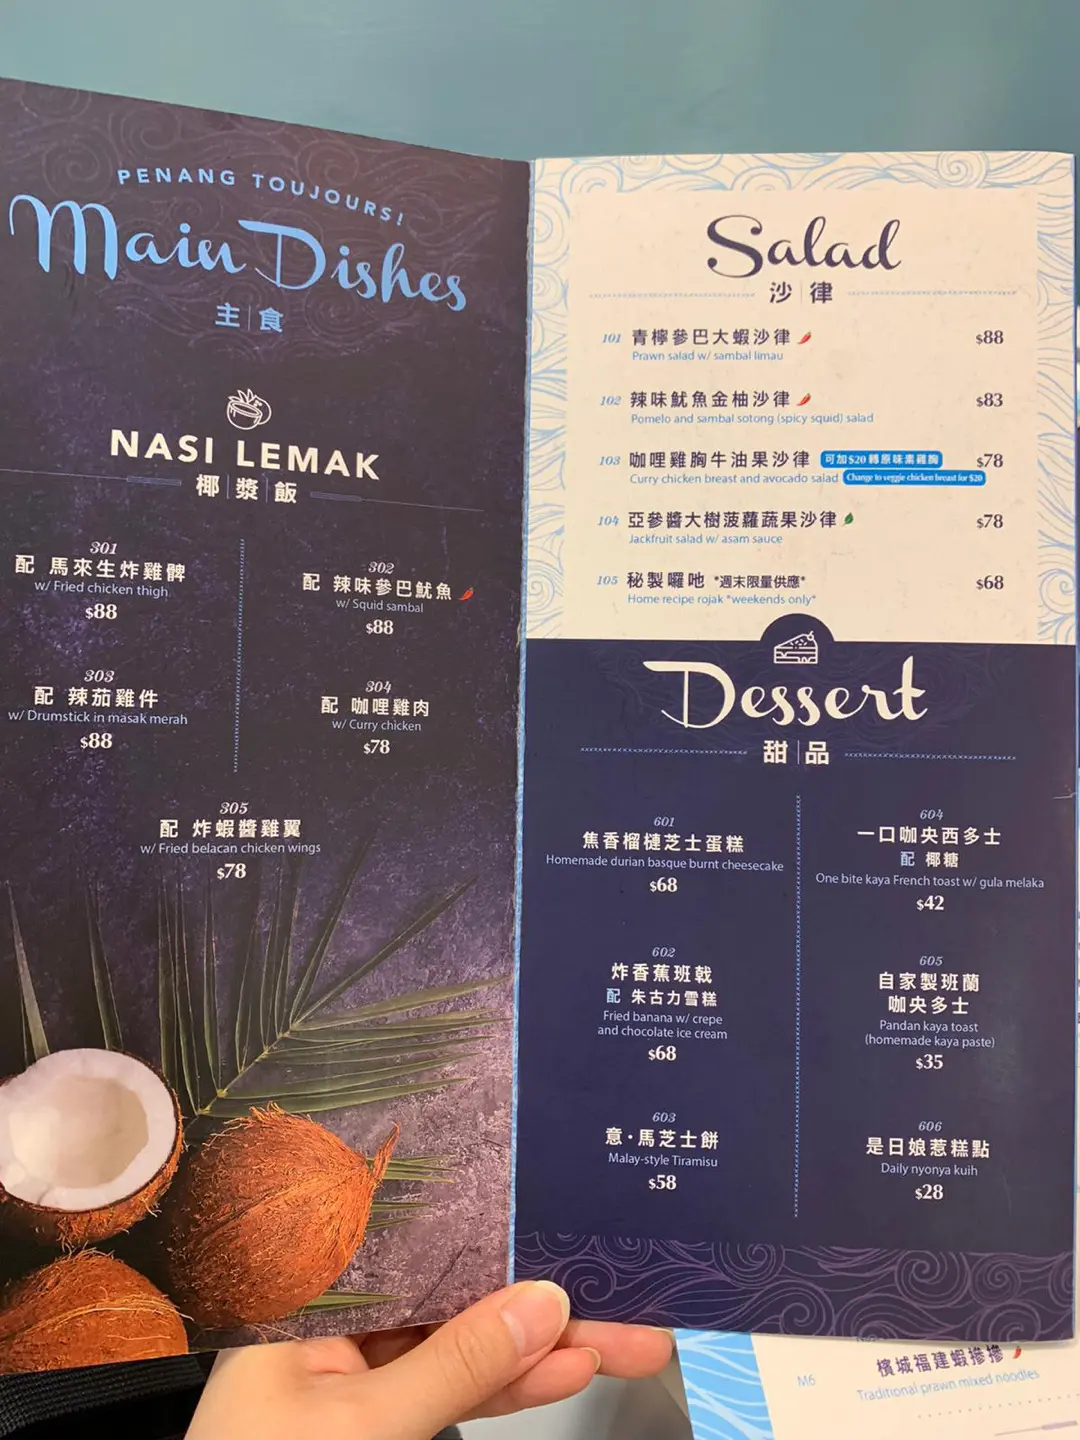 PENANG TOUJOURS!
Main Dishes
主|食
NASI LEMAK
椰|漿|飯
301
配 馬來生炸雞髀
w/ Fried chicken thigh
$88
302
配 辣味參巴魷魚
w/ Squid sambal
$88
303
配 辣茄雞件
w/ Drumstick in masak merah
$88
304
配 咖哩雞肉
w/ Curry chicken
$78
305
配 炸蝦醬雞翼
w/ Fried belacan chicken wings
$78
Salad
沙|律
101 青檸參巴大蝦沙律 $88
Prawn salad w/ sambal limau
102 辣味魷魚金柚沙律 $83
Pomelo and sambal sotong (spicy squid) salad
103 咖哩雞胸牛油果沙律 可加$20轉原味素雞胸 $78
Curry chicken breast and avocado salad Change to veggie chicken breast for $20
104 亞參醬大樹菠蘿蔬果沙律 $78
Jackfruit salad w/ asam sauce
105 秘製囉吔 *週末限量供應* $68
Home recipe rojak *weekends only*
Dessert
甜|品
601
焦香榴槤芝士蛋糕
Homemade durian basque burnt cheesecake
$68
602
炸香蕉班戟
配 朱古力雪糕
Fried banana w/ crepe
and chocolate ice cream
$68
603
意·馬芝士餅
Malay-style Tiramisu
$58
604
一口咖央西多士
配 椰糖
One bite kaya French toast w/ gula melaka
$42
605
自家製班蘭
咖央多士
Pandan kaya toast
(homemade kaya paste)
$35
606
是日娘惹糕點
Daily nyonya kuih
$28
M6 檳城福建蝦摻摻
Traditional prawn mixed noodles